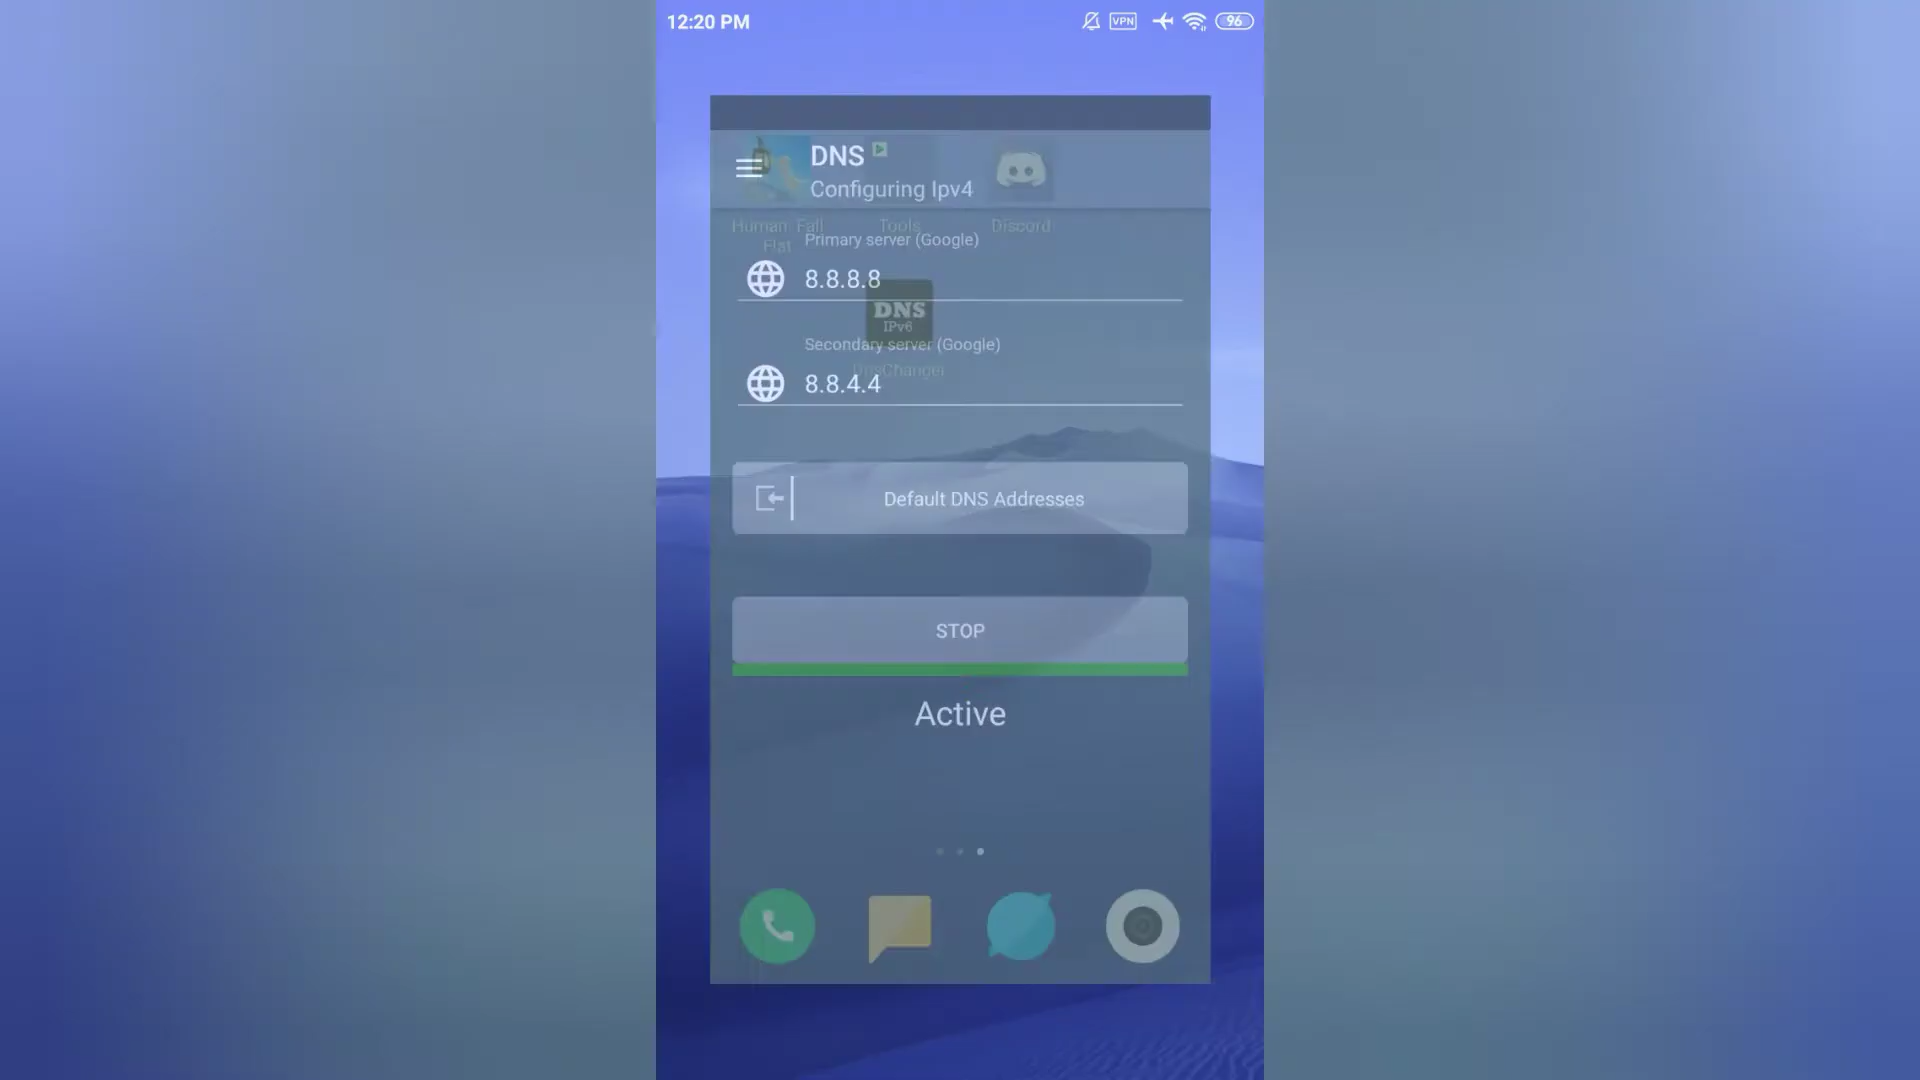 12:20 PM
VPN
96
DNS
Configuring Ipv4
Human: Fall
Flat
Tools
Discord
Primary server (Google)
8.8.8.8
DNS
IPv6
Secondary server (Google)
DnsChanger
8.8.4.4
Default DNS Addresses
STOP
Active